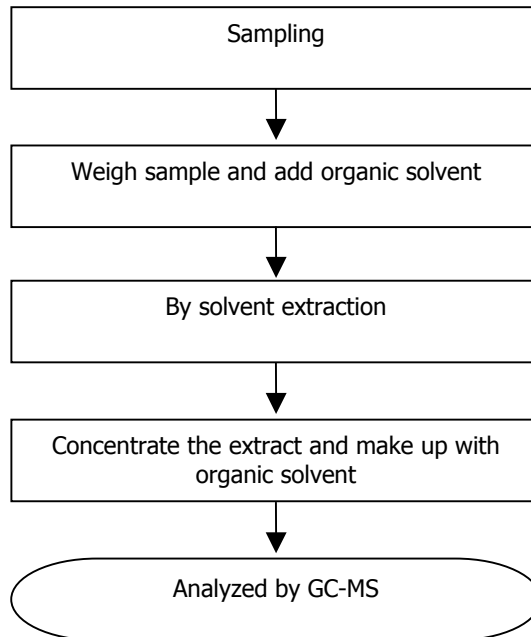 Sampling
Weigh sample and add organic solvent
By solvent extraction
Concentrate the extract and make up with
organic solvent
Analyzed by GC-MS